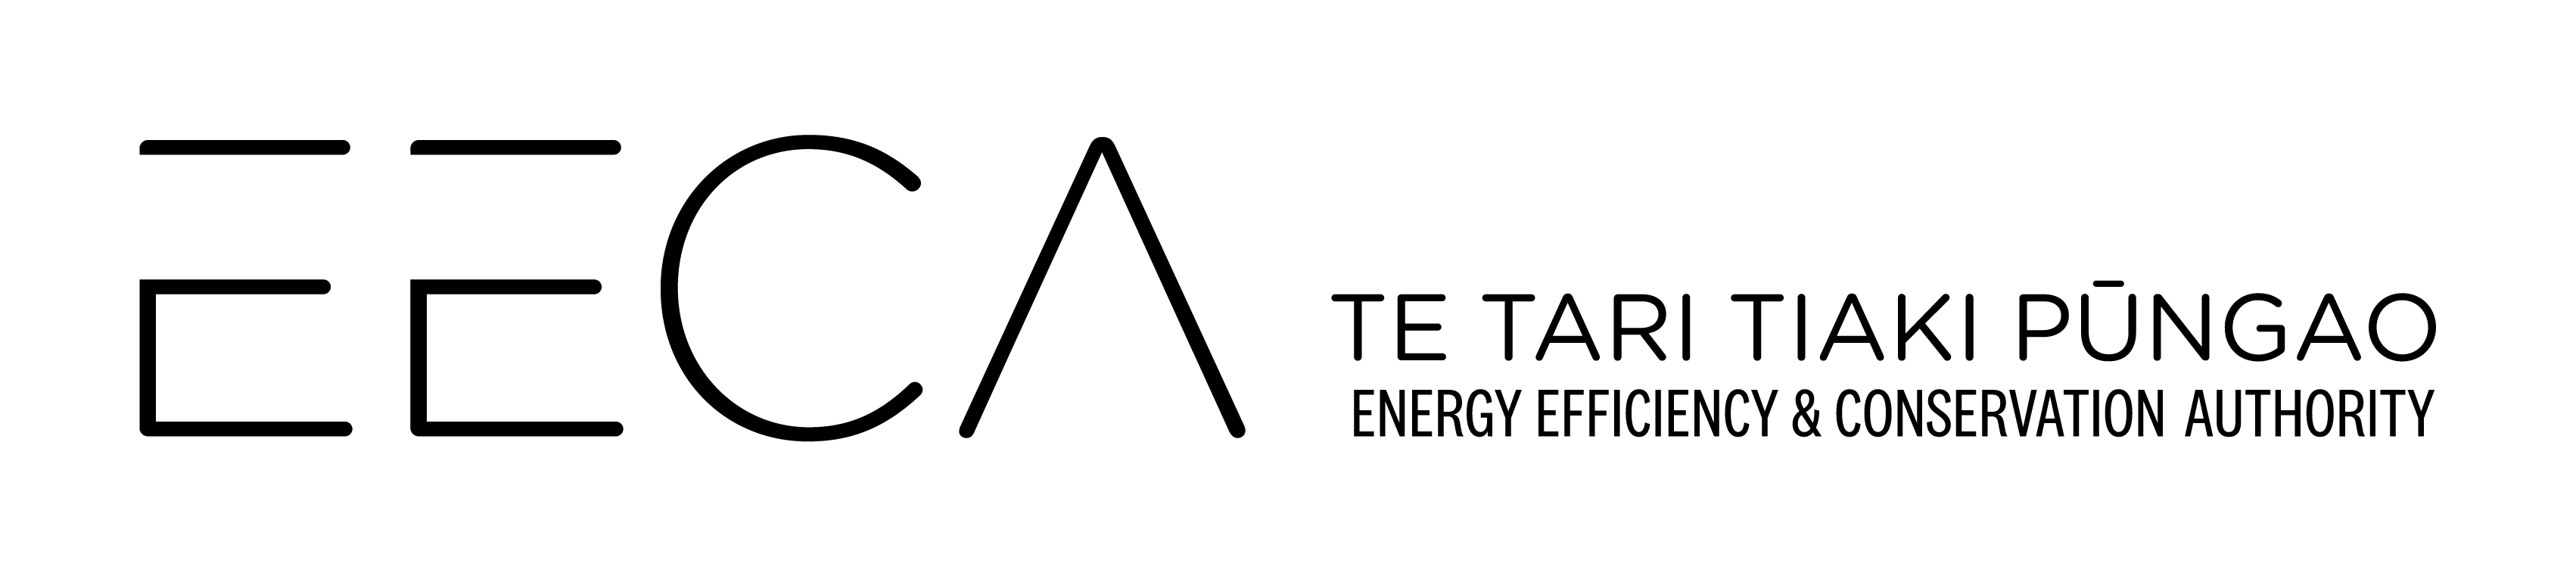 EECA
TE TARI TIAKI PŪNGAO
ENERGY EFFICIENCY & CONSERVATION AUTHORITY